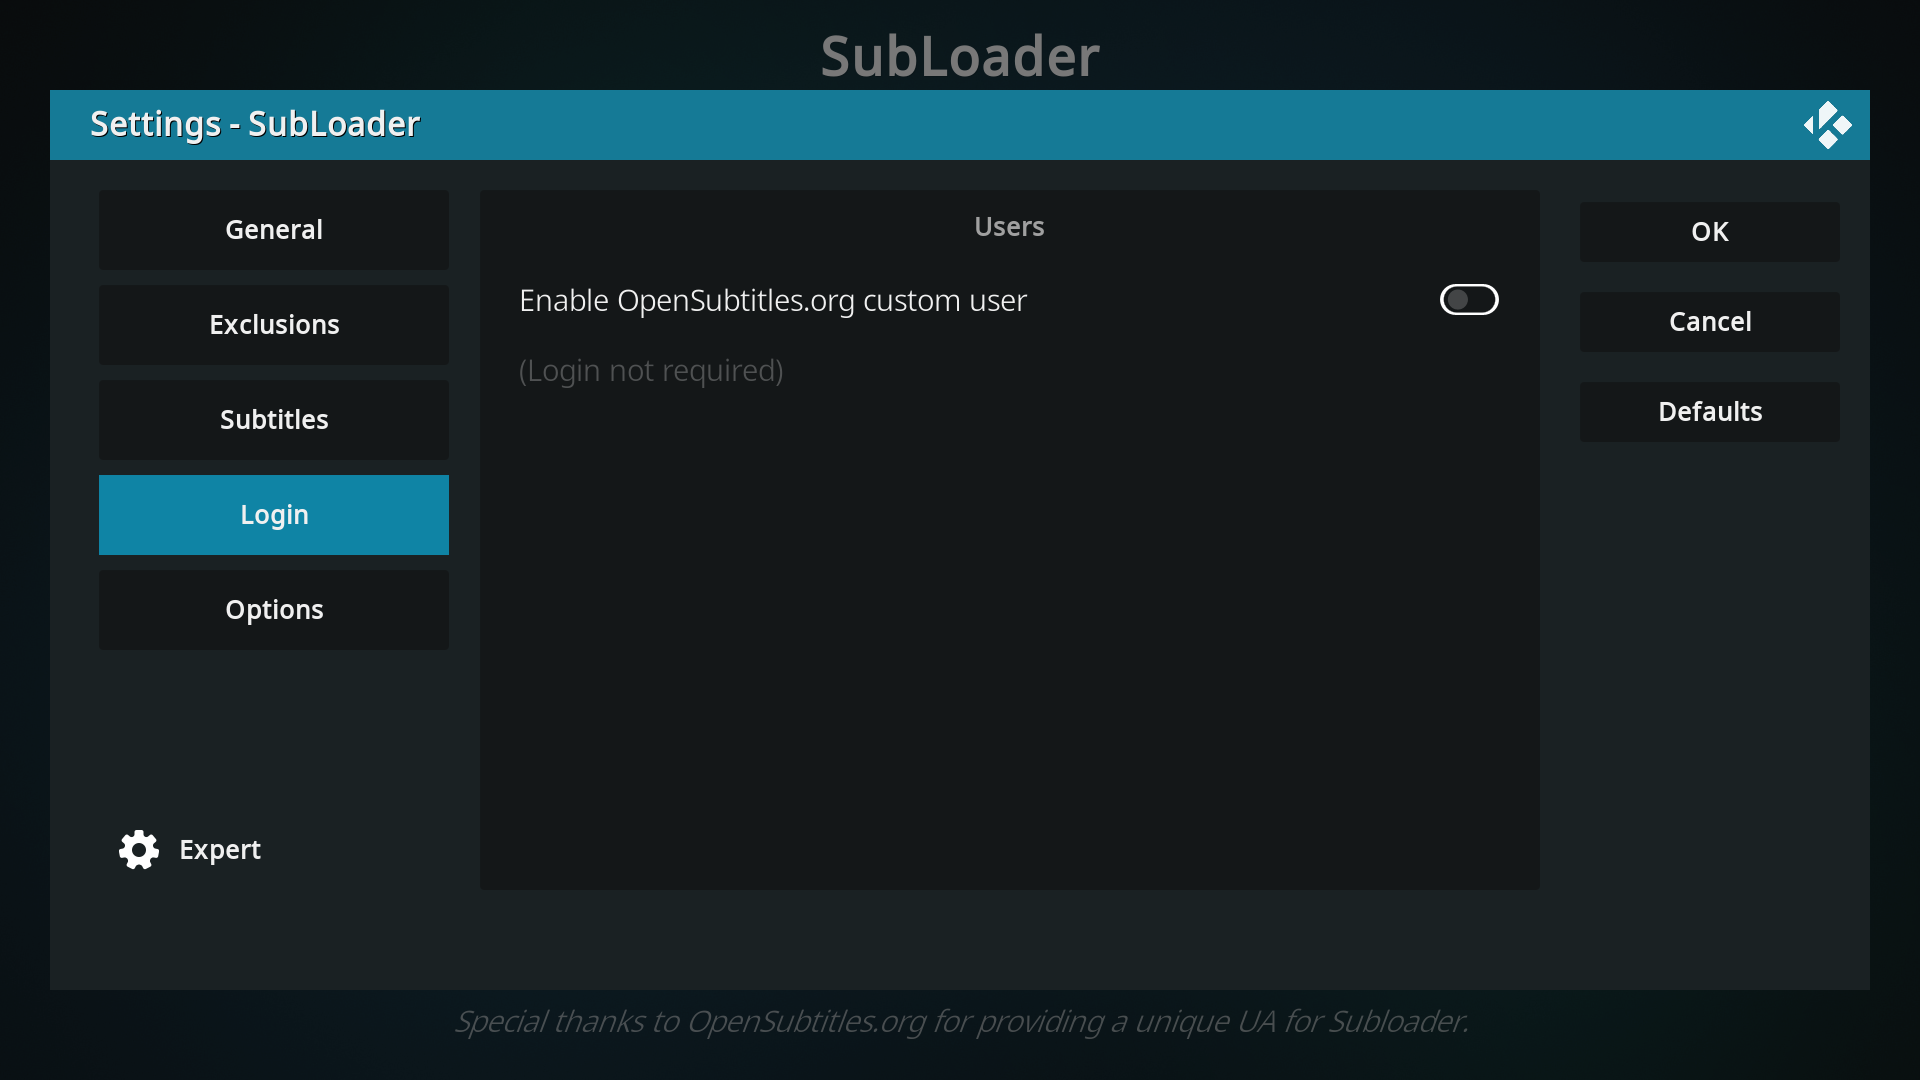 SubLoader
Settings - SubLoader
General
Exclusions
Subtitles
Login
Options
Expert
Users
Enable OpenSubtitles.org custom user
(Login not required)
OK
Cancel
Defaults
Special thanks to OpenSubtitles.org for providing a unique UA for Subloader.